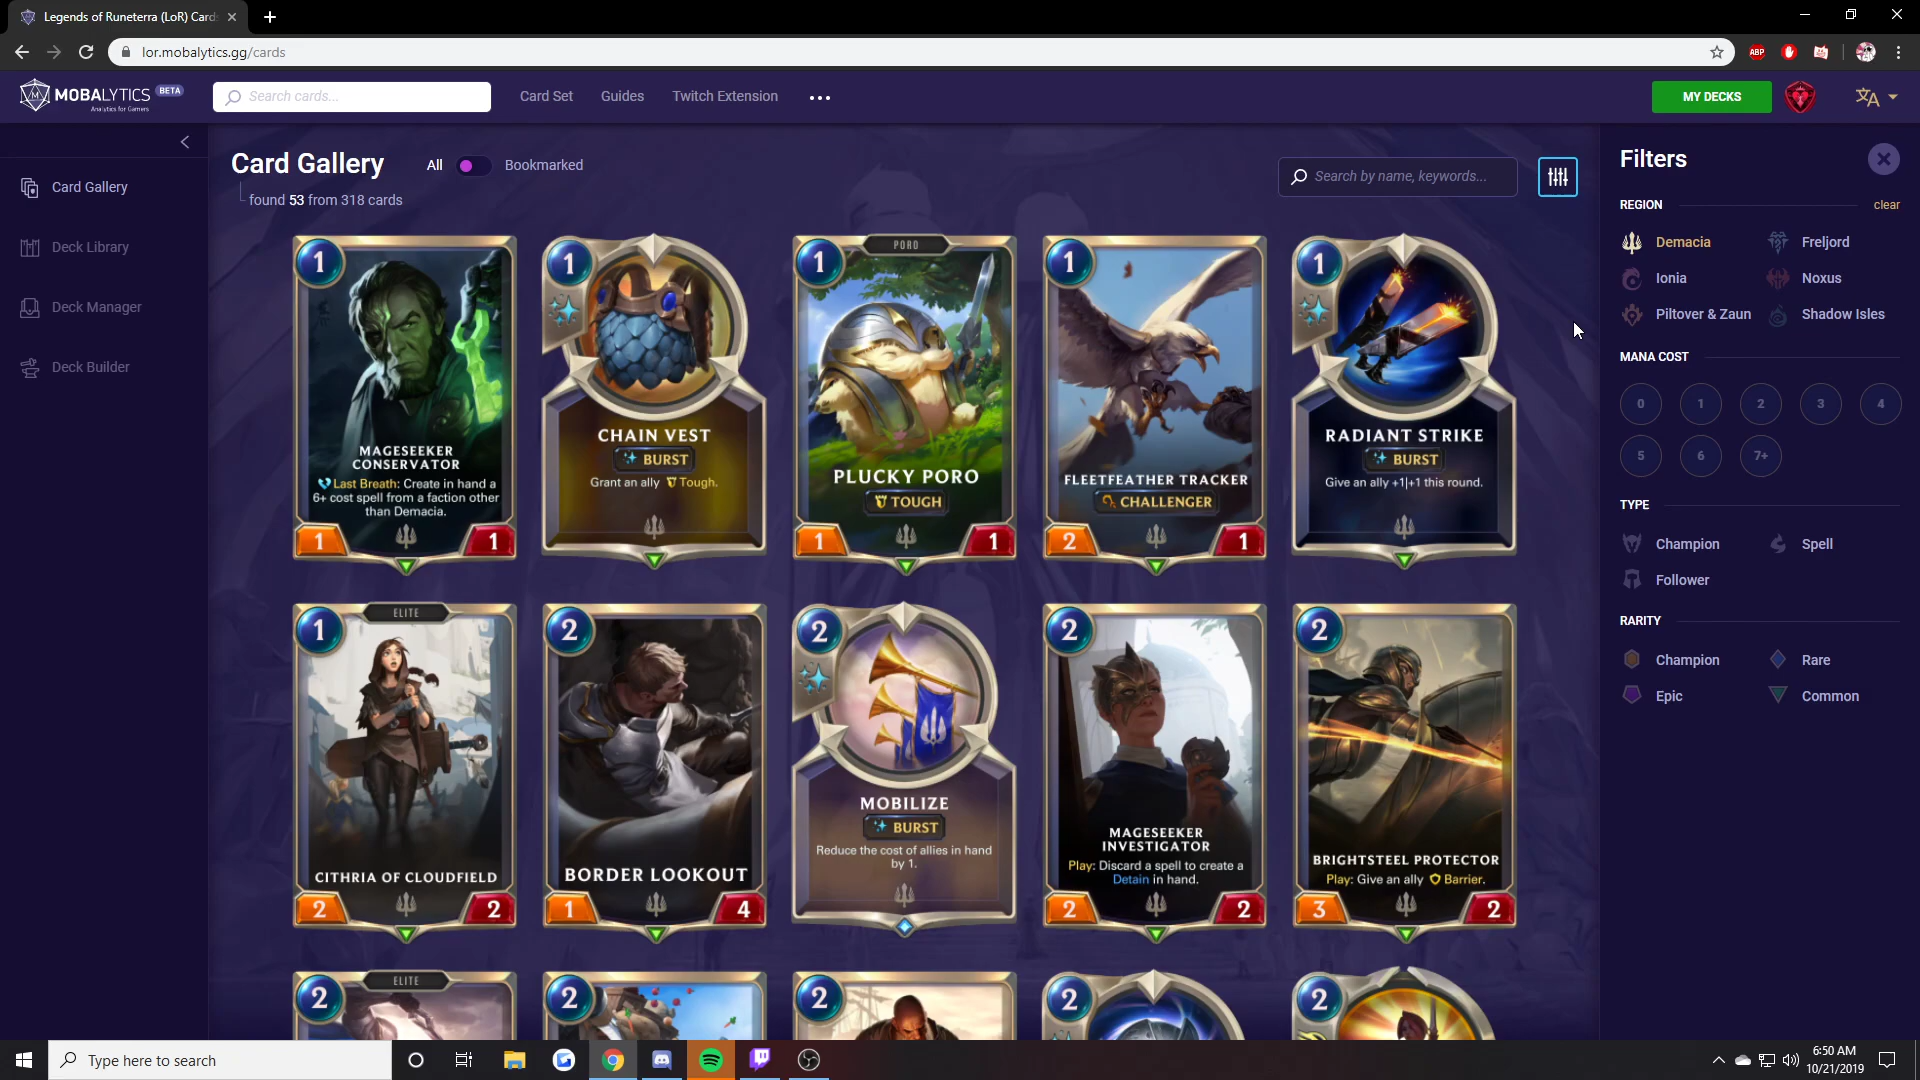 Legends of Runeterra (LoR) Card
lor.mobalytics.gg/cards
ABP
MOBALYTICS BETA
Analytics for Gamers
Search cards...
Card Set
Guides
Twitch Extension
MY DECKS
Card Gallery
Deck Library
Deck Manager
Deck Builder
Card Gallery
All
Bookmarked
found 53 from 318 cards
Search by name, keywords...
1
MAGESEEKER
CONSERVATOR
Last Breath: Create in hand a
6+ cost spell from a faction other
than Demacia.
1 1
1
CHAIN VEST
BURST
Grant an ally Tough.
1
PORO
PLUCKY PORO
TOUGH
1 1
1
FLEETFEATHER TRACKER
CHALLENGER
2 1
1
RADIANT STRIKE
BURST
Give an ally +1|+1 this round.
1
ELITE
CITHRIA OF CLOUDFIELD
2 2
2
BORDER LOOKOUT
1 4
2
MOBILIZE
BURST
Reduce the cost of allies in hand
by 1.
2
MAGESEEKER
INVESTIGATOR
Play: Discard a spell to create a
Detain in hand.
2 2
2
BRIGHTSTEEL PROTECTOR
Play: Give an ally Barrier.
3 2
2
ELITE
2
2
2
2
Filters
REGION
clear
Demacia
Freljord
Ionia
Noxus
Piltover & Zaun
Shadow Isles
MANA COST
0 1 2 3 4
5 6 7+
TYPE
Champion
Spell
Follower
RARITY
Champion
Rare
Epic
Common
Type here to search
6:50 AM
10/21/2019